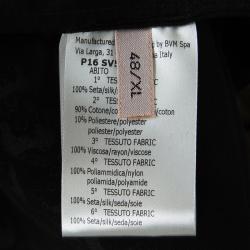 Manufactured by BVM Spa
Via Larga, 31 Italy
P16 SV
48/XL
ABITO
1° TESSUTO FABRIC
100% Seta/silk/
2° TESSUTO
90% Cotone/cotton/coton
10% Poliestere/polyester
poliester/polyester
3° TESSUTO FABRIC
100% Viscosa/rayon/viscose
4° TESSUTO FABRIC
100% Poliammidica/nylon
poliamida/polyamide
5° TESSUTO FABRIC
100% Seta/silk/seda/soie
6° TESSUTO FABRIC
100% Seta/silk/seda/soie